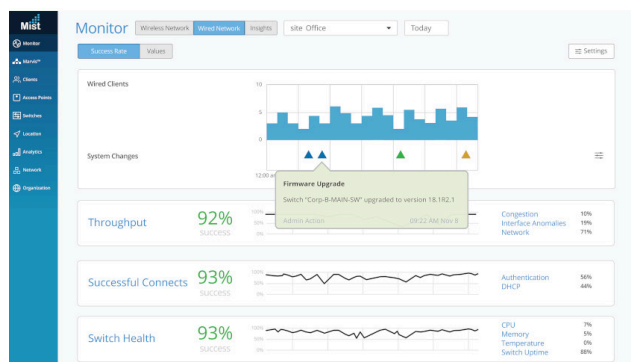 Mist
Monitor
Wireless Network Wired Network Insights
site Office
Today
Success Rate Values
Settings
Monitor
Marvis™
Clients
Access Points
Switches
Location
Analytics
Network
Organization
Wired Clients
10
5
0
System Changes
12:00 am
Firmware Upgrade
Switch "Corp-B-MAIN-SW" upgraded to version 18.1R2.1
Admin Action 09:22 AM Nov 8
Throughput
92%
success
100%
50%
0%
Congestion 10%
Interface Anomalies 19%
Network 71%
Successful Connects
93%
success
100%
50%
0%
Authentication 56%
DHCP 44%
Switch Health
93%
success
100%
50%
0%
CPU 7%
Memory 5%
Temperature 0%
Switch Uptime 88%